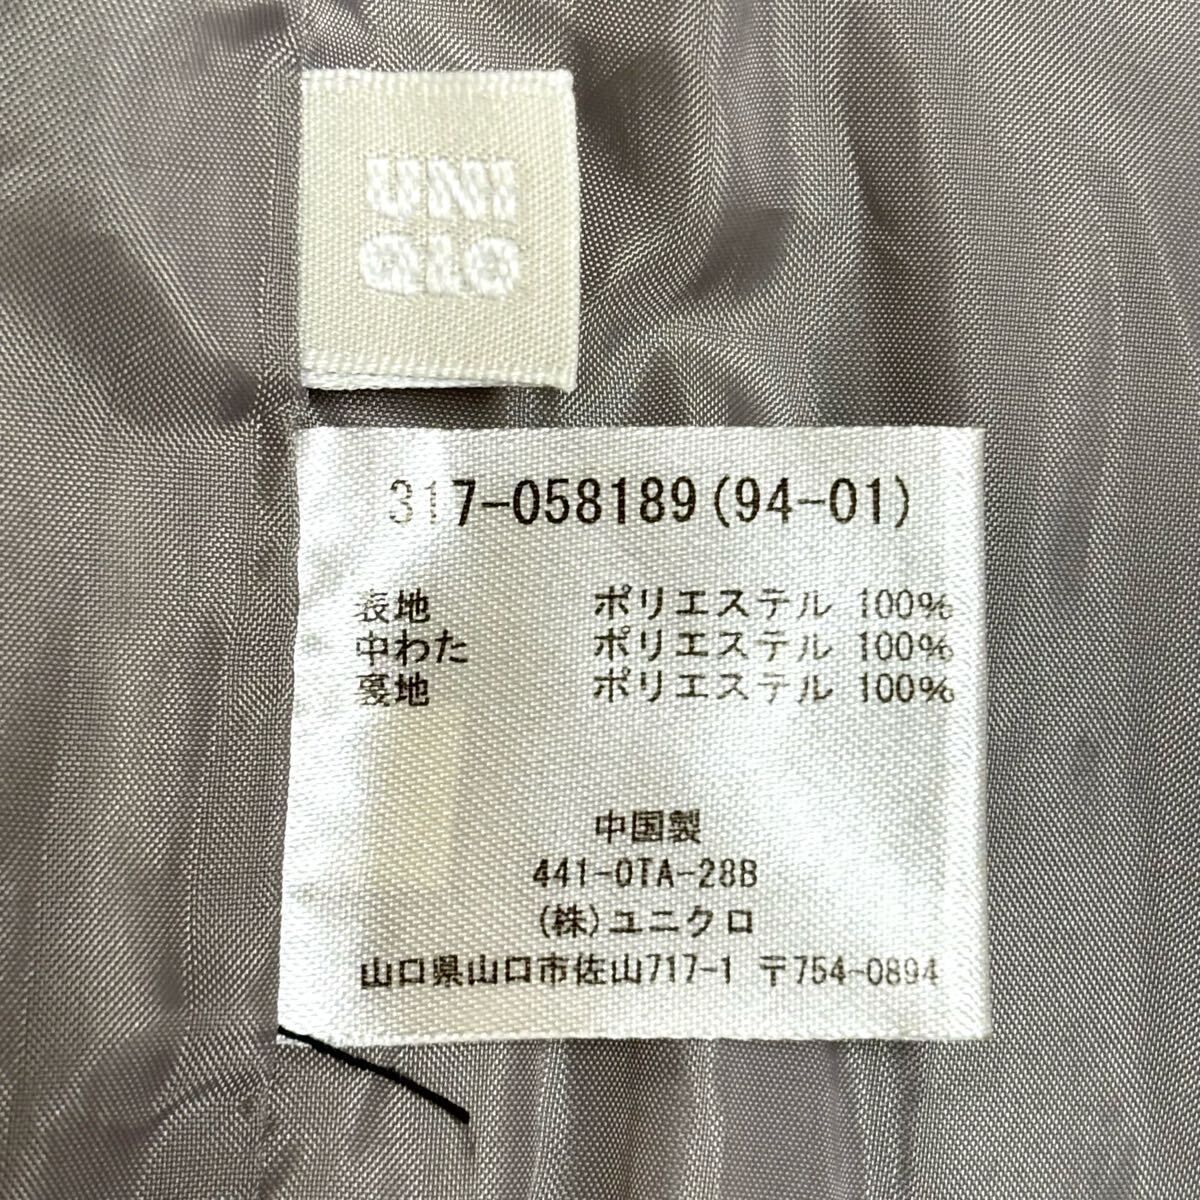 UNI
QLO
317-058189(94-01)
表地 ポリエステル 100%
中わた ポリエステル 100%
裏地 ポリエステル 100%
中国製
441-0TA-28B
(株)ユニクロ
山口県山口市佐山717-1 〒754-0894